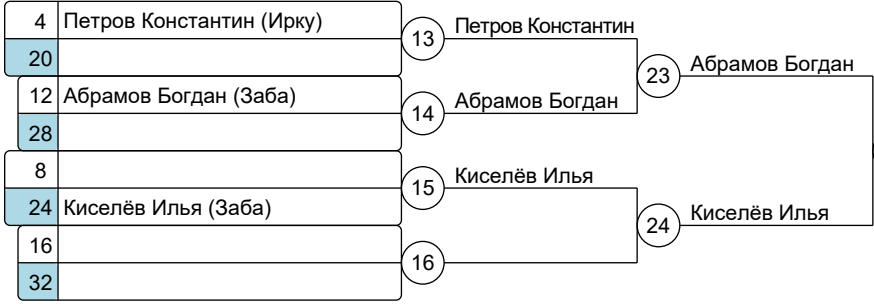 4 Петров Константин (Ирку)
20
12 Абрамов Богдан (Заба)
28
8
24 Киселёв Илья (Заба)
16
32
13 Петров Константин
14 Абрамов Богдан
15 Киселёв Илья
16
23 Абрамов Богдан
24 Киселёв Илья